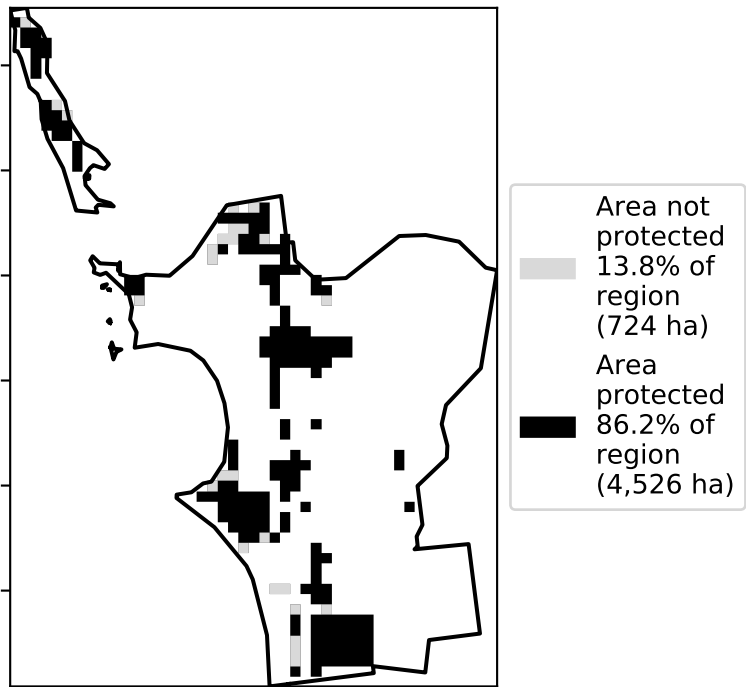 Area not
protected
13.8% of
region
(724 ha)
Area
protected
86.2% of
region
(4,526 ha)